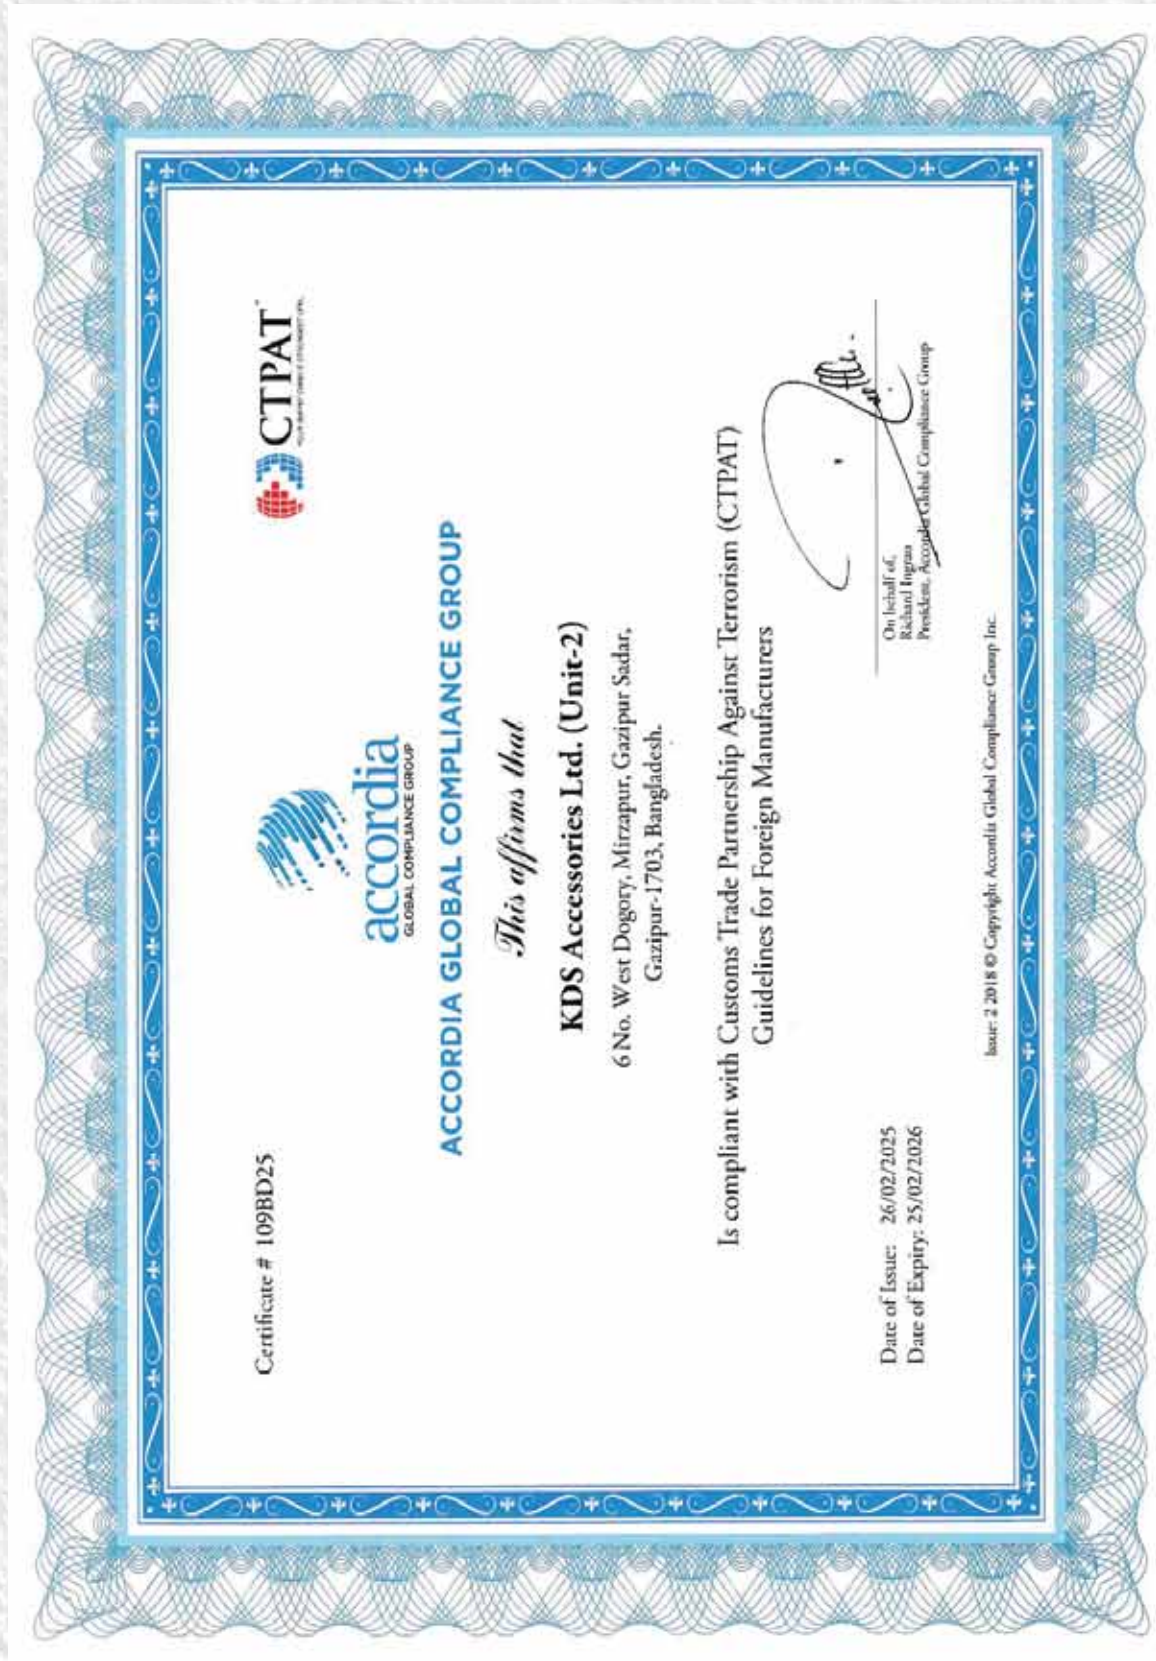 Certificate # 109BD25
CTPAT
accordia
GLOBAL COMPLIANCE GROUP
ACCORDIA GLOBAL COMPLIANCE GROUP
This affirms that
KDS Accessories Ltd. (Unit-2)
6 No. West Dogory, Mirzapur, Gazipur Sadar,
Gazipur-1703, Bangladesh.
Is compliant with Customs Trade Partnership Against Terrorism (CTPAT)
Guidelines for Foreign Manufacturers
Date of Issue: 26/02/2025
Date of Expiry: 25/02/2026
On behalf of,
Richard Ingraa
President, Accordia Global Compliance Group
Issue: 2 2018 © Copyright Accordia Global Compliance Group Inc.